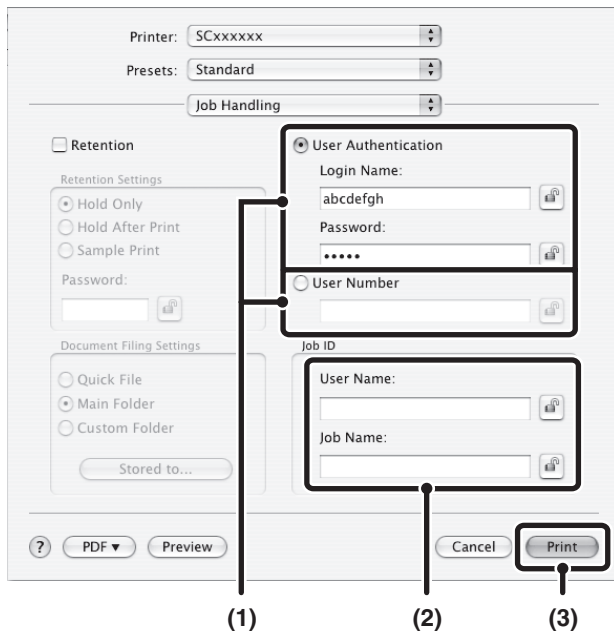 Printer: SCxxxxxx
Presets: Standard
Job Handling
Retention
Retention Settings
Hold Only
Hold After Print
Sample Print
Password:
Document Filing Settings
Quick File
Main Folder
Custom Folder
Stored to...
User Authentication
Login Name:
abcdefgh
Password:
•••••
User Number
Job ID
User Name:
Job Name:
? PDF ▼ Preview Cancel Print
(1) (2) (3)